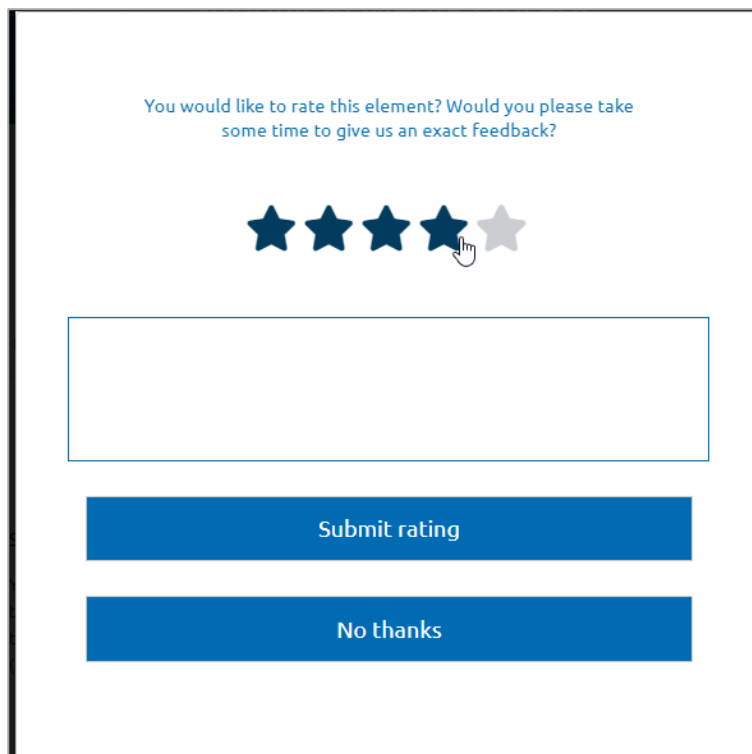 You would like to rate this element? Would you please take
some time to give us an exact feedback?
Submit rating
No thanks